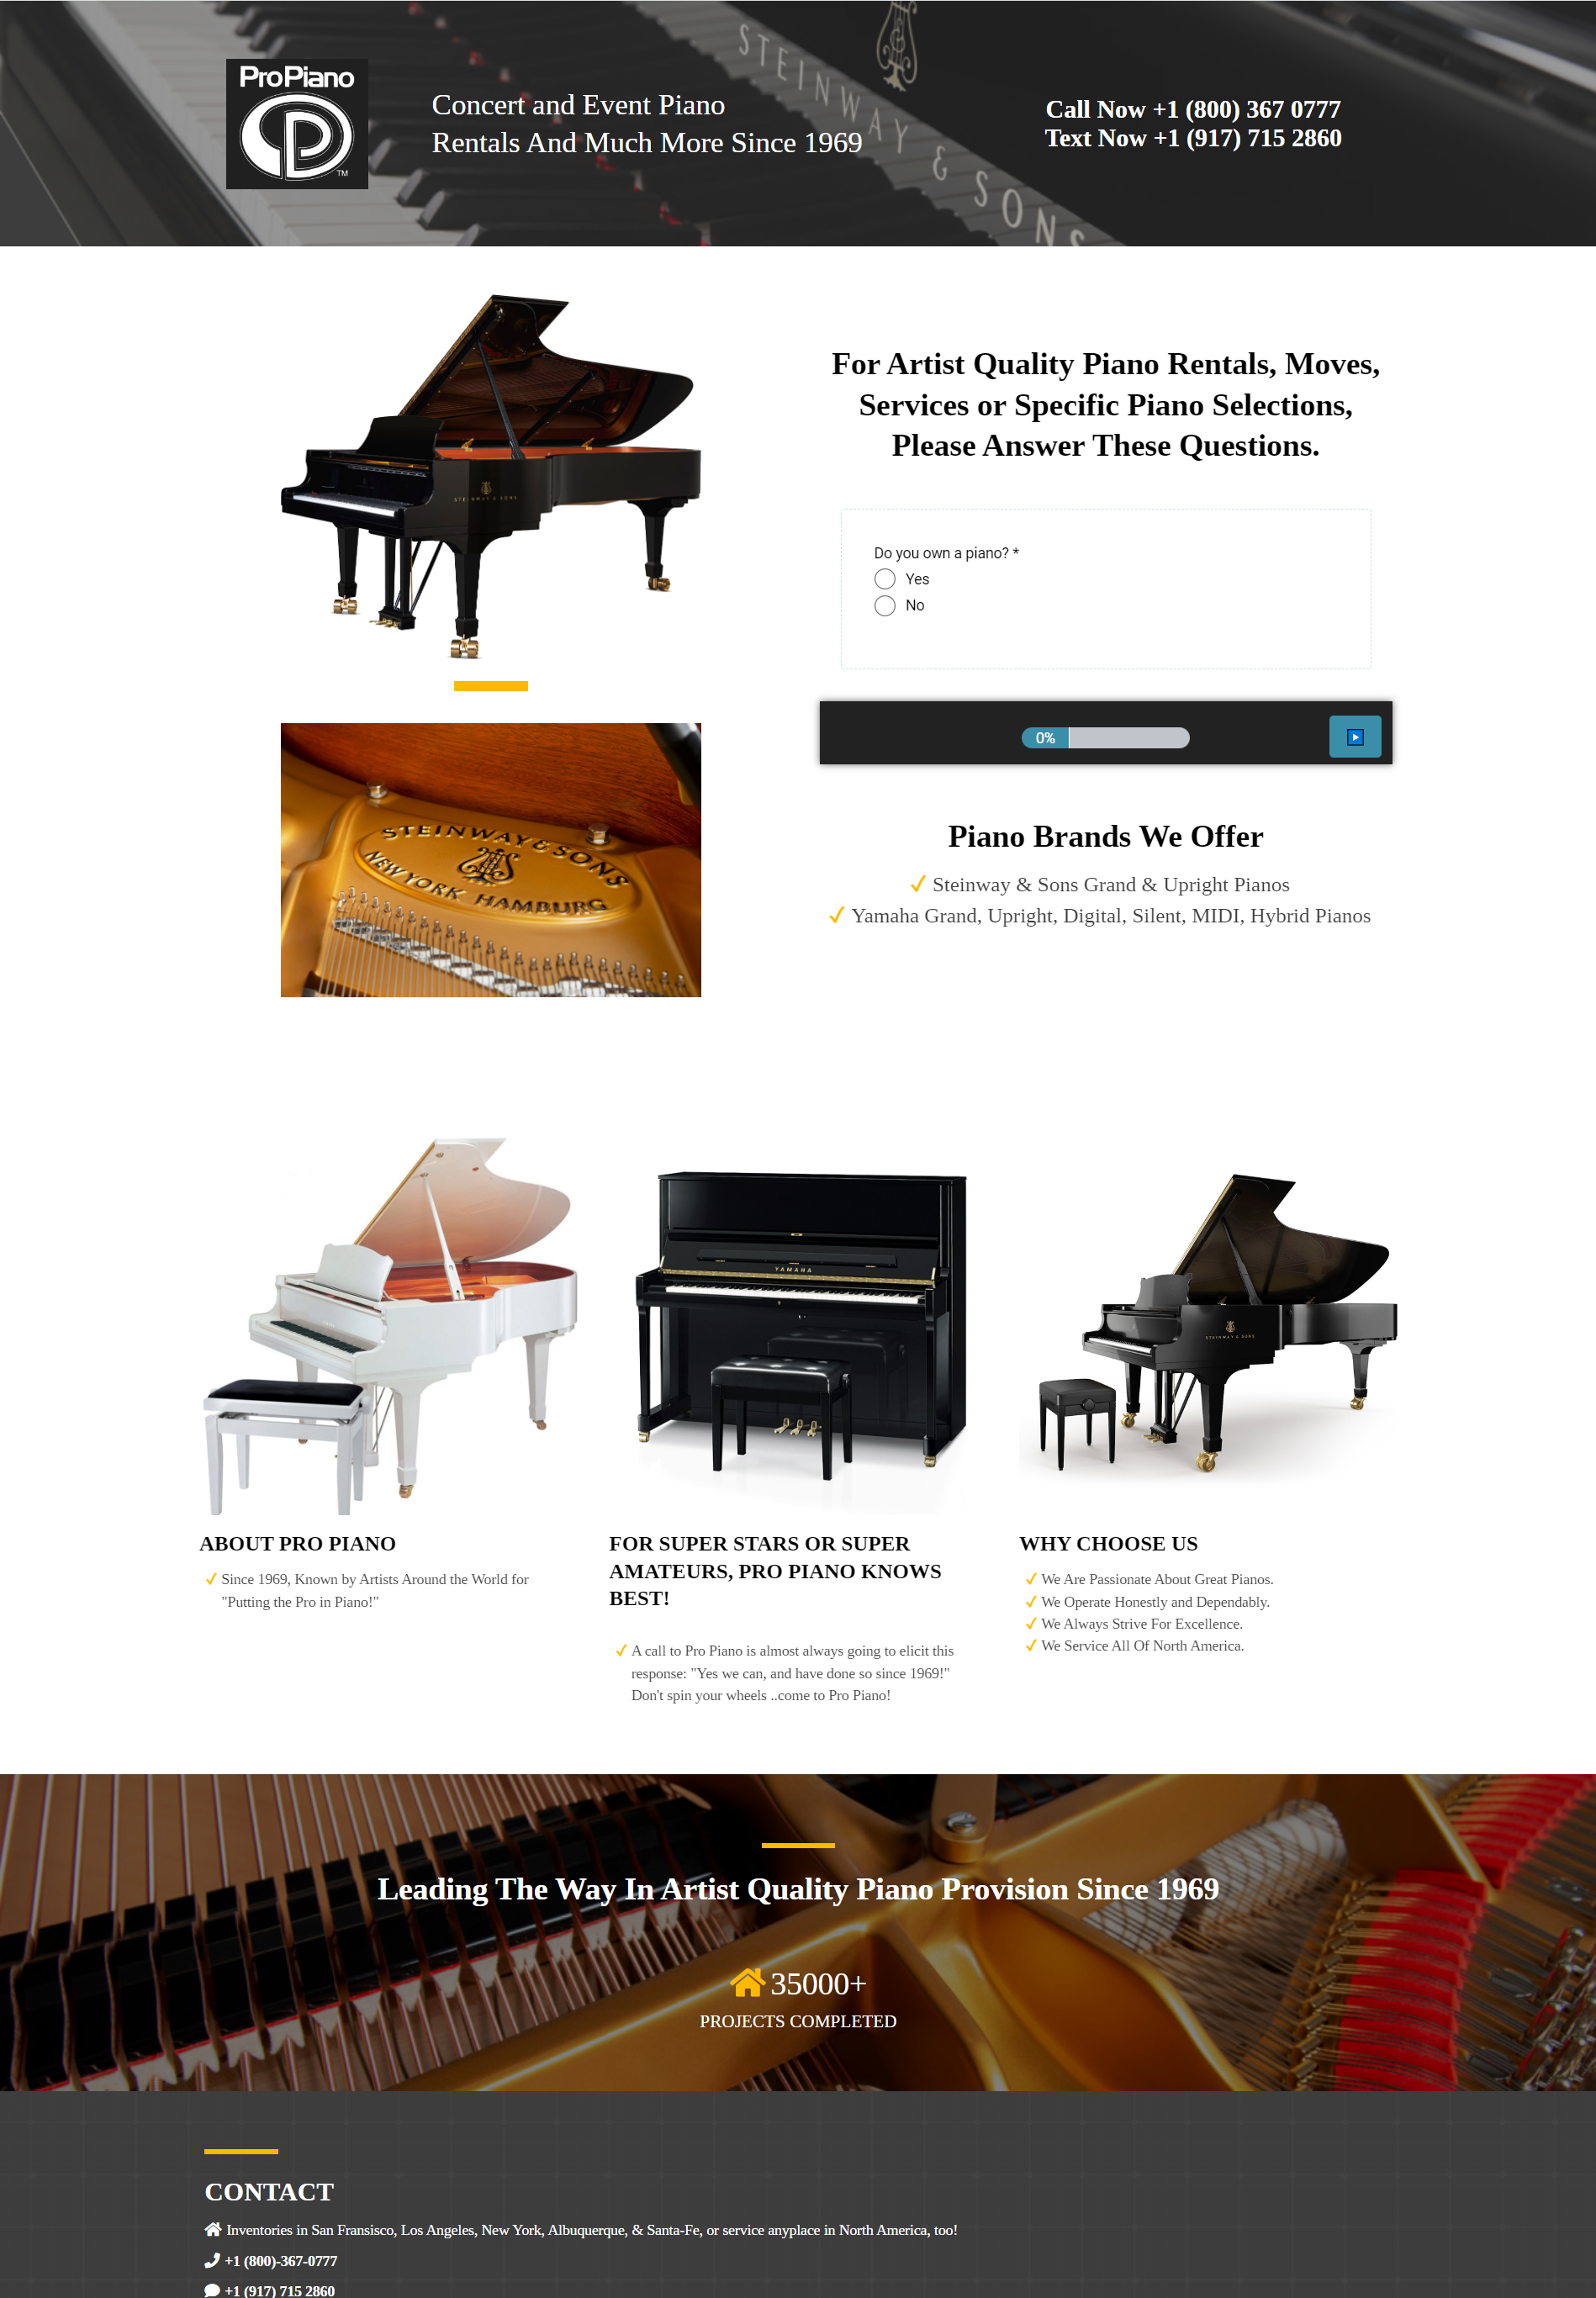 ProPiano
TM
Concert and Event Piano
Rentals And Much More Since 1969
STEINWAY & SONS
Call Now +1 (800) 367 0777
Text Now +1 (917) 715 2860
STEINWAY & SONS
For Artist Quality Piano Rentals, Moves,
Services or Specific Piano Selections,
Please Answer These Questions.
Do you own a piano? *
Yes
No
0%
STEINWAY & SONS
NEW YORK HAMBURG
Piano Brands We Offer
Steinway & Sons Grand & Upright Pianos
Yamaha Grand, Upright, Digital, Silent, MIDI, Hybrid Pianos
YAMAHA
STEINWAY & SONS
ABOUT PRO PIANO
Since 1969, Known by Artists Around the World for
"Putting the Pro in Piano!"
FOR SUPER STARS OR SUPER
AMATEURS, PRO PIANO KNOWS
BEST!
A call to Pro Piano is almost always going to elicit this
response: "Yes we can, and have done so since 1969!"
Don't spin your wheels ..come to Pro Piano!
WHY CHOOSE US
We Are Passionate About Great Pianos.
We Operate Honestly and Dependably.
We Always Strive For Excellence.
We Service All Of North America.
Leading The Way In Artist Quality Piano Provision Since 1969
35000+
PROJECTS COMPLETED
CONTACT
Inventories in San Fransisco, Los Angeles, New York, Albuquerque, & Santa-Fe, or service anyplace in North America, too!
+1 (800)-367-0777
+1 (917) 715 2860